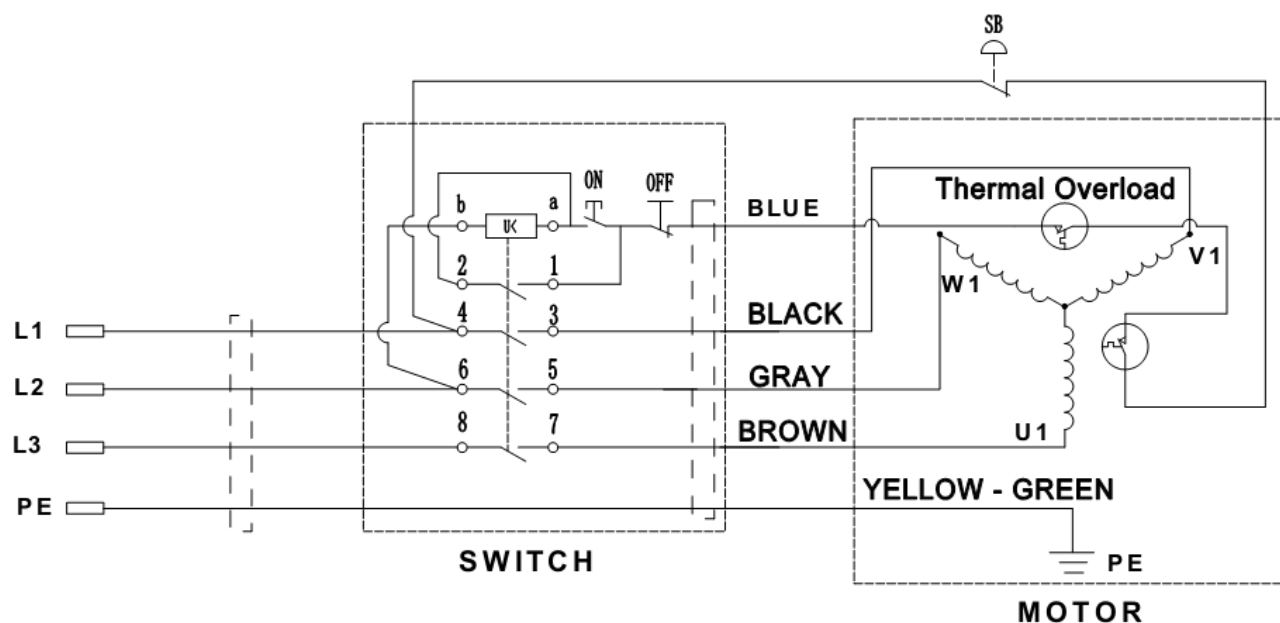 SB
ON OFF
b U< a BLUE Thermal Overload
2 1 W1 V1
L1 4 3 BLACK
L2 6 5 GRAY
L3 8 7 BROWN U1
PE YELLOW - GREEN
SWITCH PE
MOTOR